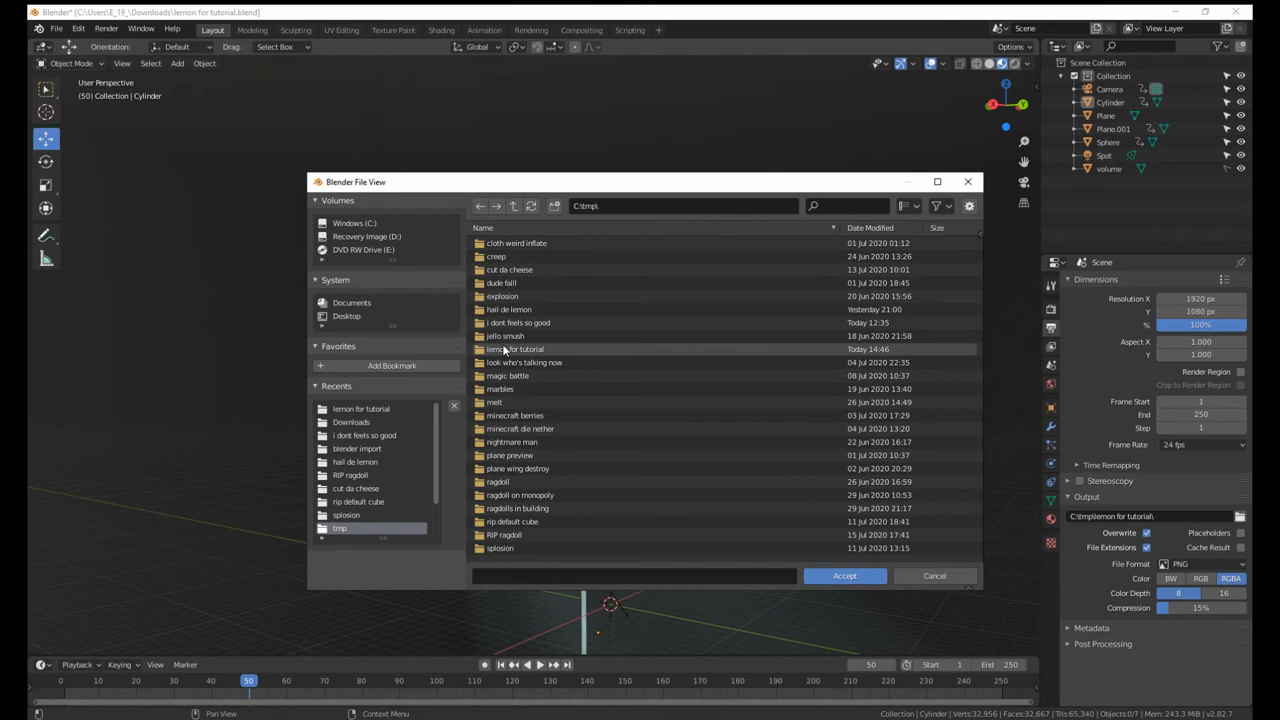 Blender* [C:\Users\E_19_\Downloads\lemon for tutorial.blend]
File Edit Render Window Help Layout Modeling Sculpting UV Editing Texture Paint Shading Animation Rendering Compositing Scripting + Scene View Layer
Orientation: Default Drag: Select Box Global Options
Object Mode View Select Add Object
User Perspective
(50) Collection | Cylinder
Z
X Y
Scene Collection
Collection
Camera
Cylinder
Plane
Plane.001
Sphere
Spot
volume
Blender File View
Volumes
Windows (C:)
Recovery Image (D:)
DVD RW Drive (E:)
System
Documents
Desktop
Favorites
+ Add Bookmark
Recents
lemon for tutorial
Downloads
i dont feels so good
blender import
hail de lemon
RIP ragdoll
cut da cheese
rip default cube
splosion
tmp
C:\tmp\
Name Date Modified Size
cloth weird inflate 01 Jul 2020 01:12
creep 24 Jun 2020 13:26
cut da cheese 13 Jul 2020 10:01
dude falll 01 Jul 2020 18:45
explosion 20 Jun 2020 15:56
hail de lemon Yesterday 21:00
i dont feels so good Today 12:35
jello smush 18 Jun 2020 21:58
lemon for tutorial Today 14:46
look who's talking now 04 Jul 2020 22:35
magic battle 08 Jul 2020 10:37
marbles 19 Jun 2020 13:40
melt 26 Jun 2020 14:49
minecraft berries 03 Jul 2020 17:29
minecraft die nether 04 Jul 2020 13:20
nightmare man 22 Jun 2020 16:17
plane preview 01 Jul 2020 10:37
plane wing destroy 02 Jun 2020 20:29
ragdoll 26 Jun 2020 16:59
ragdoll on monopoly 29 Jun 2020 10:53
ragdolls in building 29 Jun 2020 21:17
rip default cube 11 Jul 2020 18:41
RIP ragdoll 15 Jul 2020 17:41
splosion 11 Jul 2020 13:15
Accept Cancel
Scene
Dimensions
Resolution X 1920 px
Y 1080 px
% 100%
Aspect X 1.000
Y 1.000
Render Region
Crop to Render Region
Frame Start 1
End 250
Step 1
Frame Rate 24 fps
Time Remapping
Stereoscopy
Output
C:\tmp\lemon for tutorial\
Overwrite Placeholders
File Extensions Cache Result
File Format PNG
Color BW RGB RGBA
Color Depth 8 16
Compression 15%
Metadata
Post Processing
Playback Keying View Marker 50 Start 1 End 250
0 10 20 30 40 50 60 70 80 90 100 110 120 130 140 150 160 170 180 190 200 210 220 230 240 250
Select Pan View Context Menu Collection | Cylinder | Verts:32,956 | Faces:32,667 | Tris:65,340 | Objects:0/7 | Mem: 243.3 MiB | v2.82.7